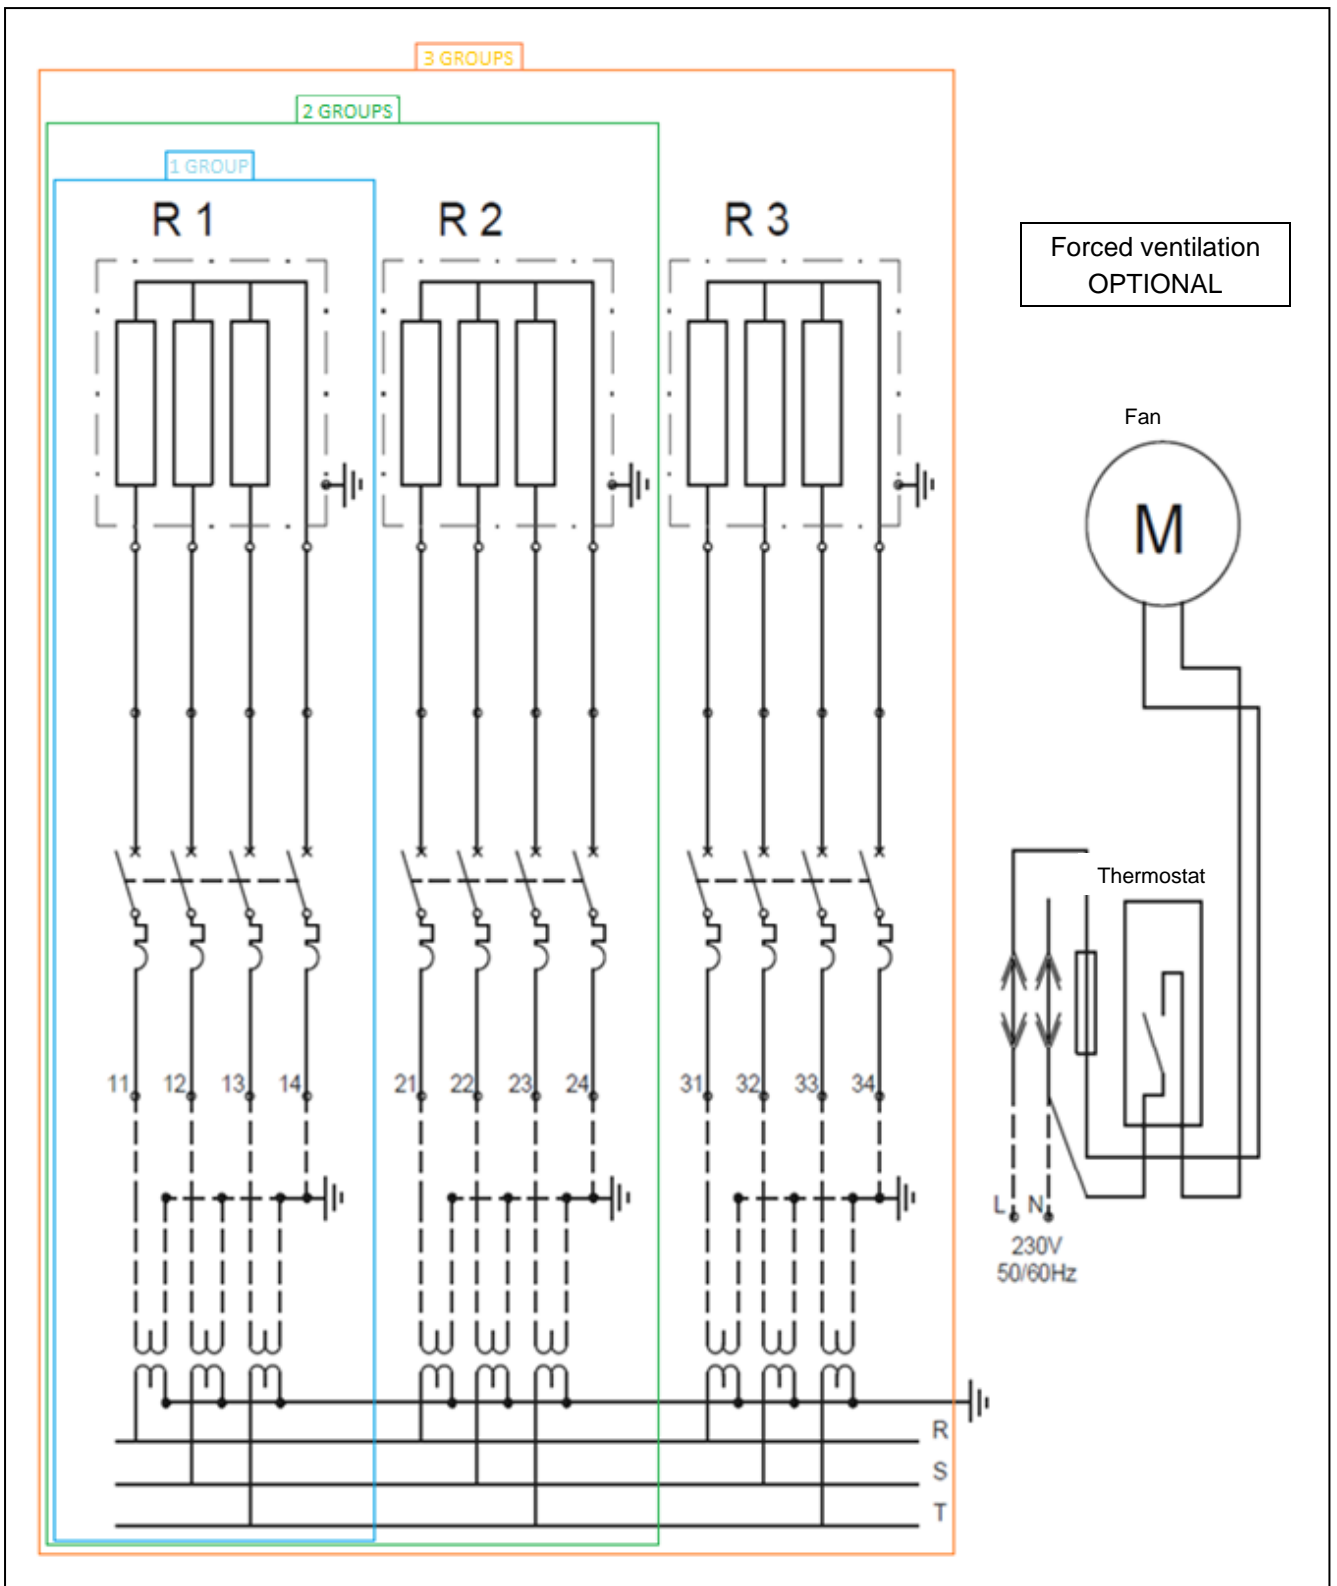 3 GROUPS
2 GROUPS
1 GROUP
R 1 R 2 R 3
Forced ventilation
OPTIONAL
Fan
M
Thermostat
11 12 13 14 21 22 23 24 31 32 33 34
L N
230V
50/60Hz
R
S
T